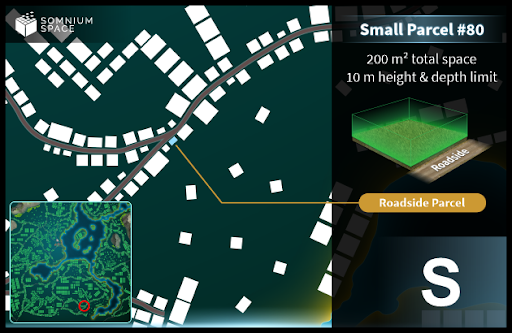 SOMNIUM
SPACE
Small Parcel #80
200 m² total space
10 m height & depth limit
Roadside
Roadside Parcel
S